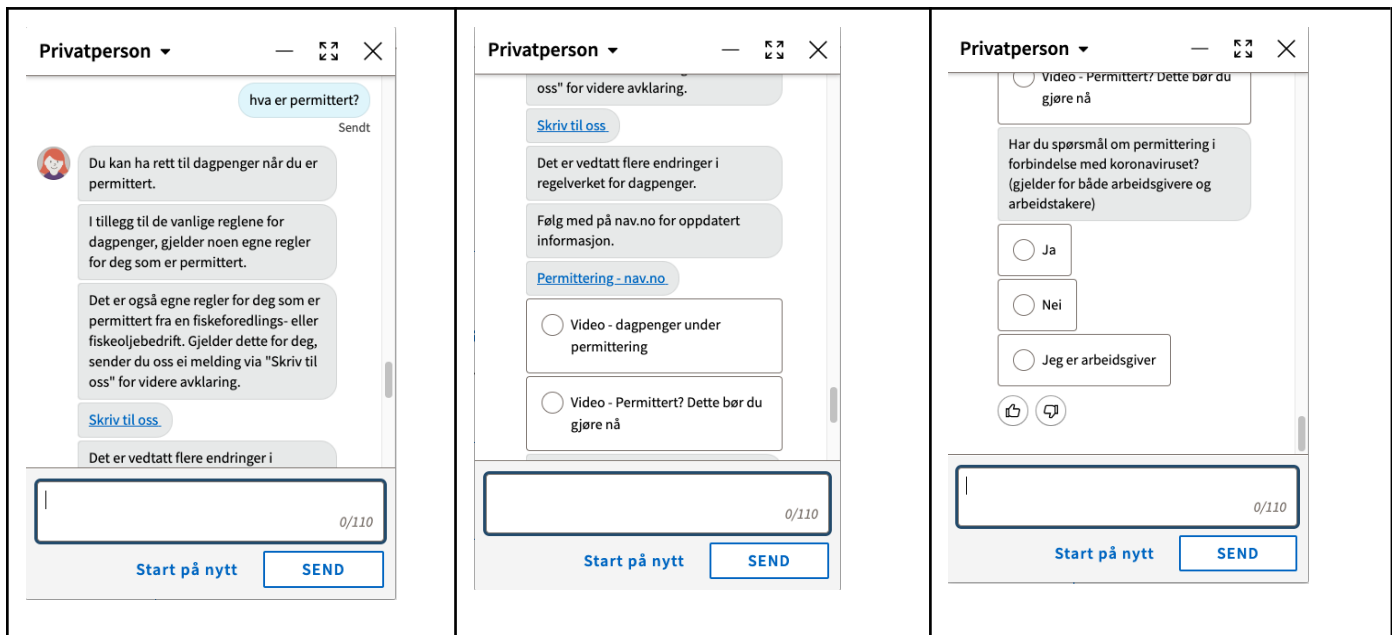 Privatperson
hva er permittert?
Sendt
Du kan ha rett til dagpenger når du er
permittert.
I tillegg til de vanlige reglene for
dagpenger, gjelder noen egne regler
for deg som er permittert.
Det er også egne regler for deg som er
permittert fra en fiskeforedlings- eller
fiskeoljebedrift. Gjelder dette for deg,
sender du oss ei melding via "Skriv til
oss" for videre avklaring.
Skriv til oss
Det er vedtatt flere endringer i
0/110
Start på nytt
SEND
Privatperson
oss" for videre avklaring.
Skriv til oss
Det er vedtatt flere endringer i
regelverket for dagpenger.
Følg med på nav.no for oppdatert
informasjon.
Permittering - nav.no
Video - dagpenger under
permittering
Video - Permittert? Dette bør du
gjøre nå
0/110
Start på nytt
SEND
Privatperson
Video - Permittert? Dette bør du
gjøre nå
Har du spørsmål om permittering i
forbindelse med koronaviruset?
(gjelder for både arbeidsgivere og
arbeidstakere)
Ja
Nei
Jeg er arbeidsgiver
0/110
Start på nytt
SEND